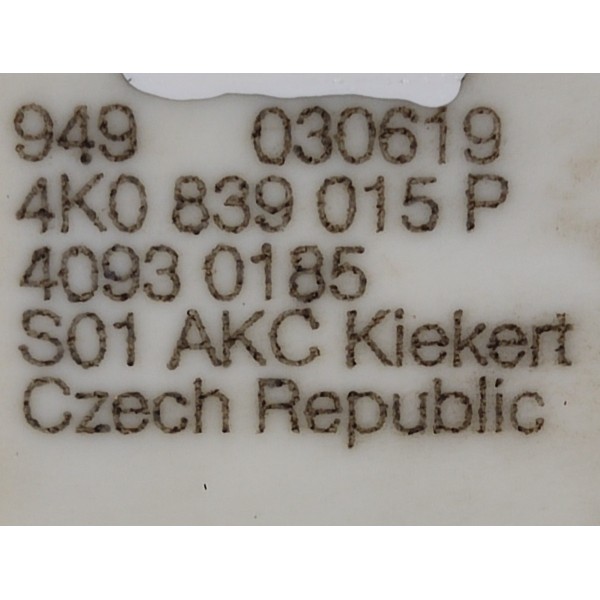 949 030619
4K0 839 015 P
4093 0185
S01 AKC Kiekert
Czech Republic